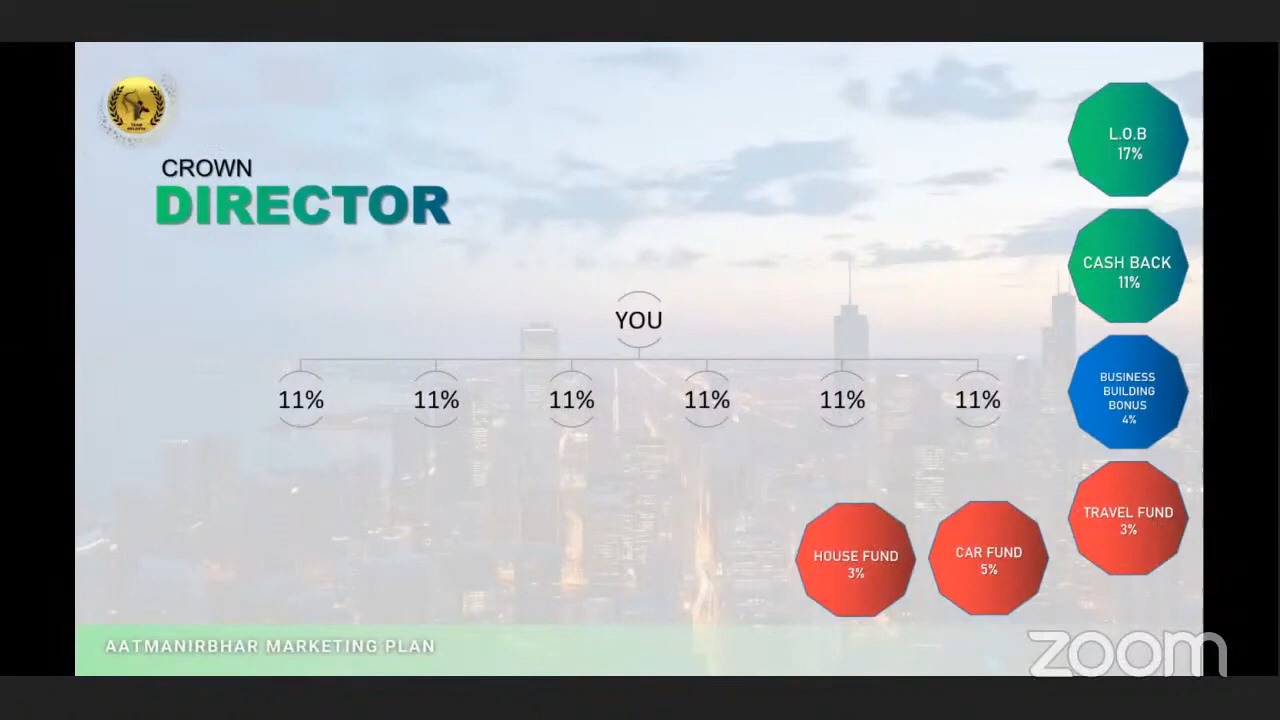 CROWN
DIRECTOR
L.O.B
17%
CASH BACK
11%
YOU
11% 11% 11% 11% 11% 11%
BUSINESS
BUILDING
BONUS
4%
TRAVEL FUND
3%
HOUSE FUND
3%
CAR FUND
5%
AATMANIRBHAR MARKETING PLAN
zoom